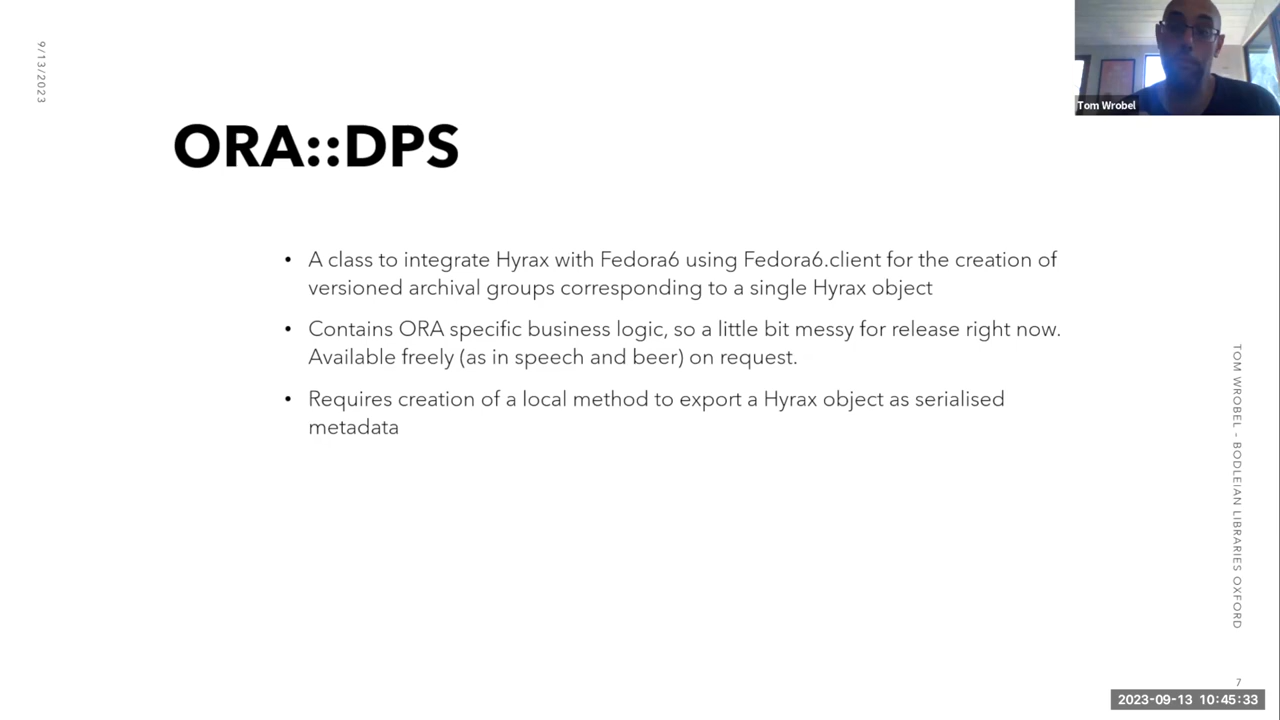 9/13/2023
Tom Wrobel
ORA::DPS
• A class to integrate Hyrax with Fedora6 using Fedora6.client for the creation of
versioned archival groups corresponding to a single Hyrax object
• Contains ORA specific business logic, so a little bit messy for release right now.
Available freely (as in speech and beer) on request.
• Requires creation of a local method to export a Hyrax object as serialised
metadata
TOM WROBEL - BODLEIAN LIBRARIES OXFORD
7
2023-09-13 10:45:33